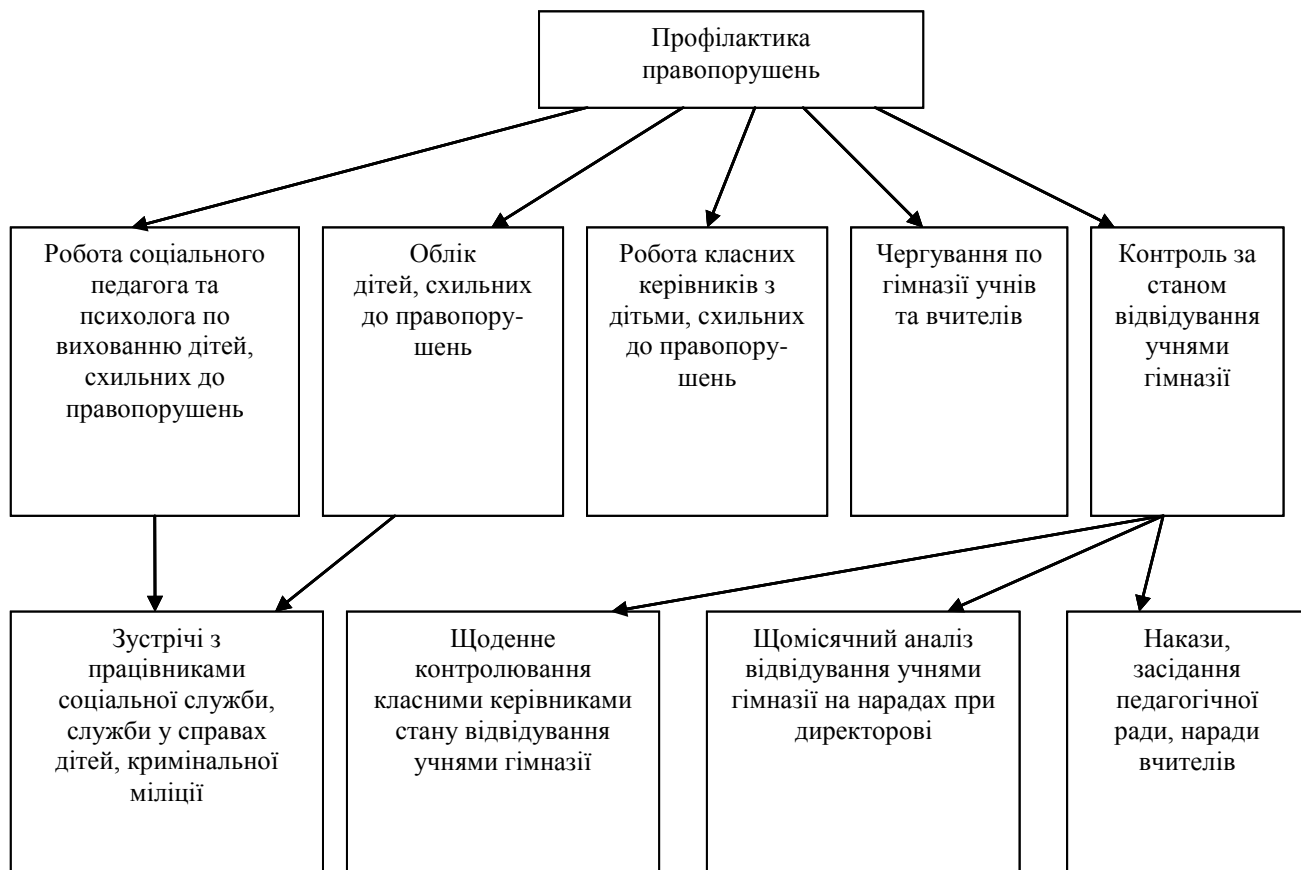 Профілактика
правопорушень
Робота соціального
педагога та
психолога по
вихованню дітей,
схильних до
правопорушень
Облік
дітей, схильних
до правопору-
шень
Робота класних
керівників з
дітьми, схильних
до правопору-
шень
Чергування по
гімназії учнів
та вчителів
Контроль за
станом
відвідування
учнями
гімназії
Зустрічі з
працівниками
соціальної служби,
служби у справах
дітей, кримінальної
міліції
Щоденне
контролювання
класними керівниками
стану відвідування
учнями гімназії
Щомісячний аналіз
відвідування учнями
гімназії на нарадах при
директорові
Накази,
засідання
педагогічної
ради, наради
вчителів